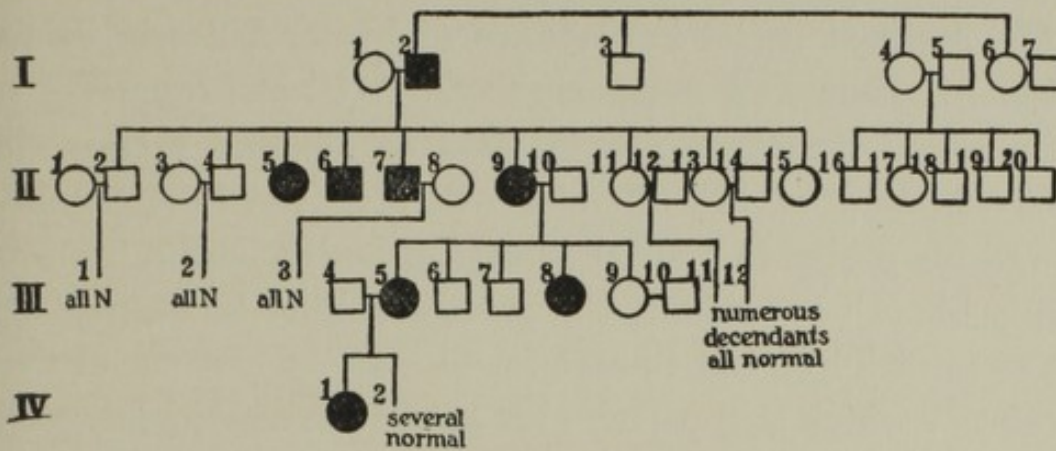 I 1 2 3 4 5 6 7
II 1 2 3 4 5 6 7 8 9 10 11 12 13 14 15 16 17 18 19 20
III 1 2 3 4 5 6 7 8 9 10 11 12
all N all N all N
numerous
decendants
all normal
IV 1 2
several
normal